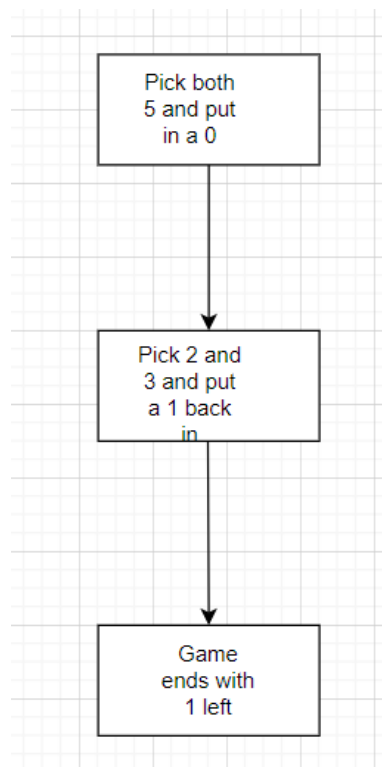 Pick both
5 and put
in a 0
Pick 2 and
3 and put
a 1 back
in
Game
ends with
1 left